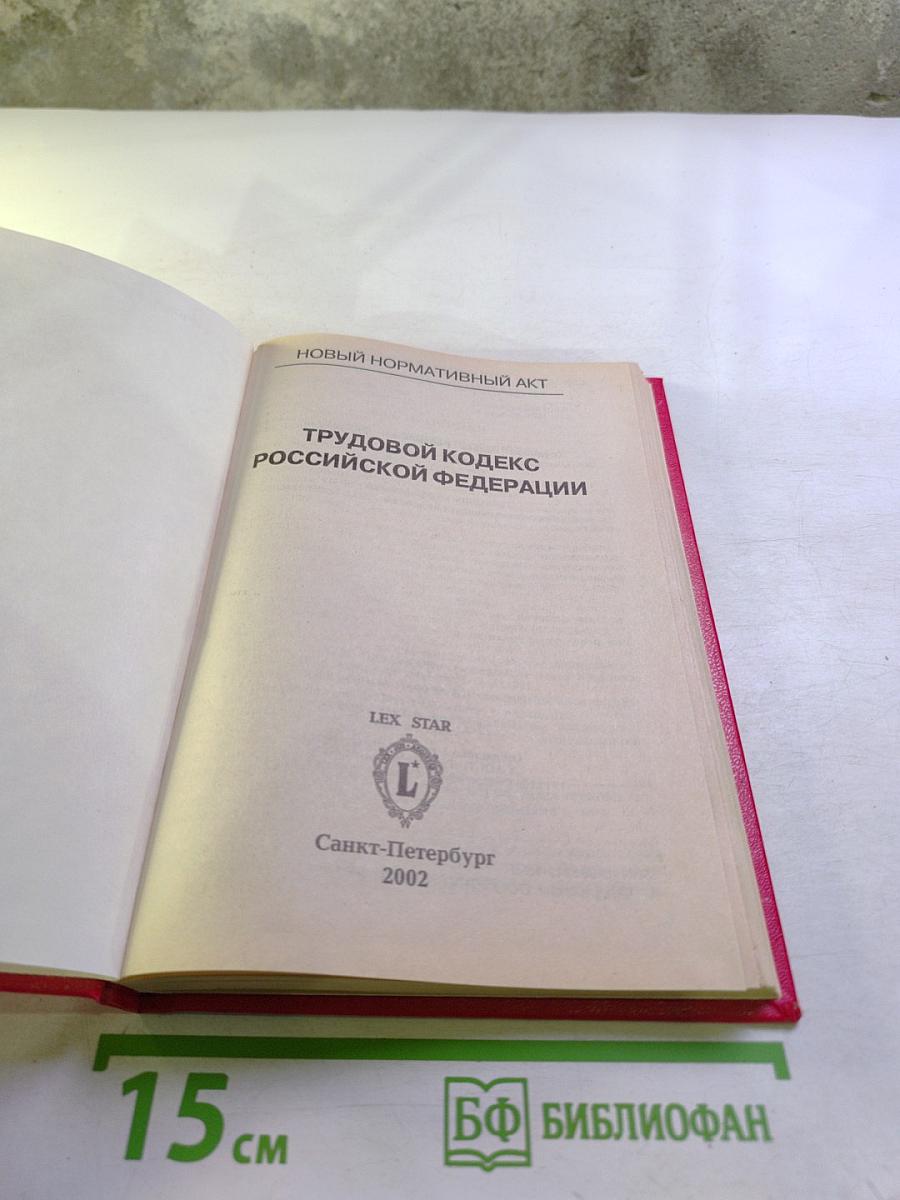 НОВЫЙ НОРМАТИВНЫЙ АКТ
ТРУДОВОЙ КОДЕКС
РОССИЙСКОЙ ФЕДЕРАЦИИ
LEX STAR
L
Санкт-Петербург
2002
15 см
БФ БИБЛИОФАН